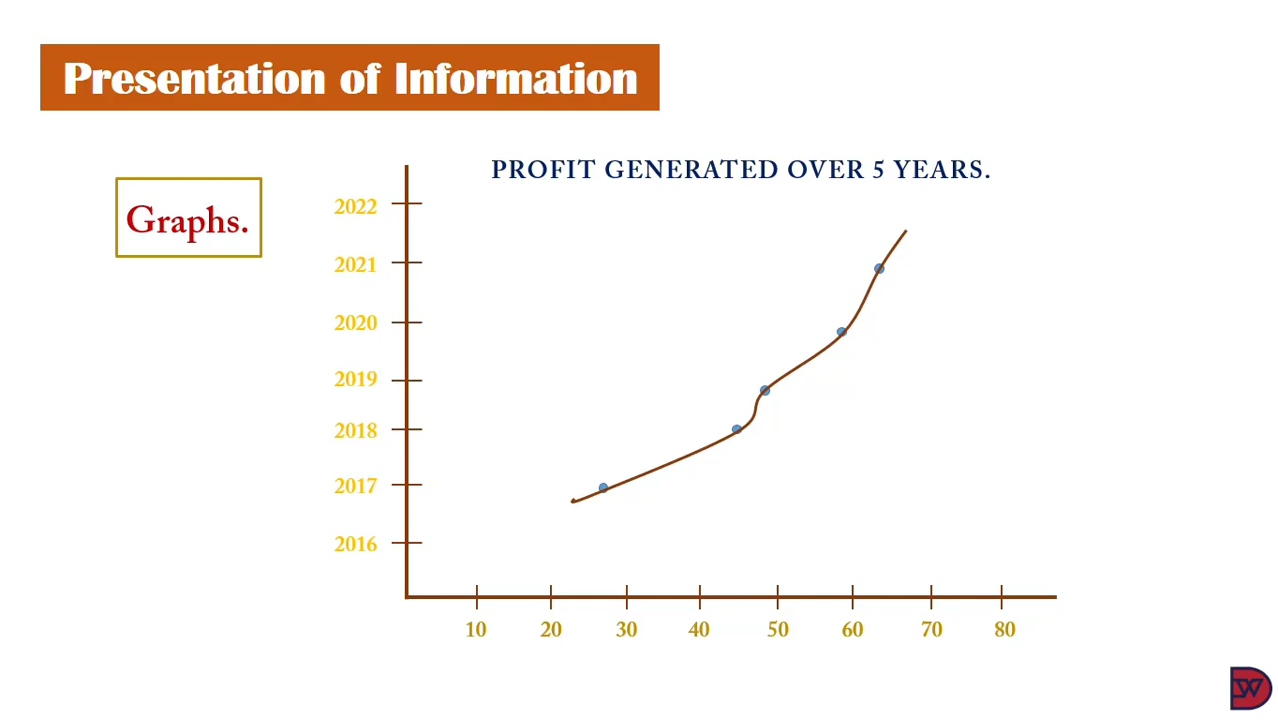 Presentation of Information
PROFIT GENERATED OVER 5 YEARS.
Graphs.
2022
2021
2020
2019
2018
2017
2016
10 20 30 40 50 60 70 80
DW